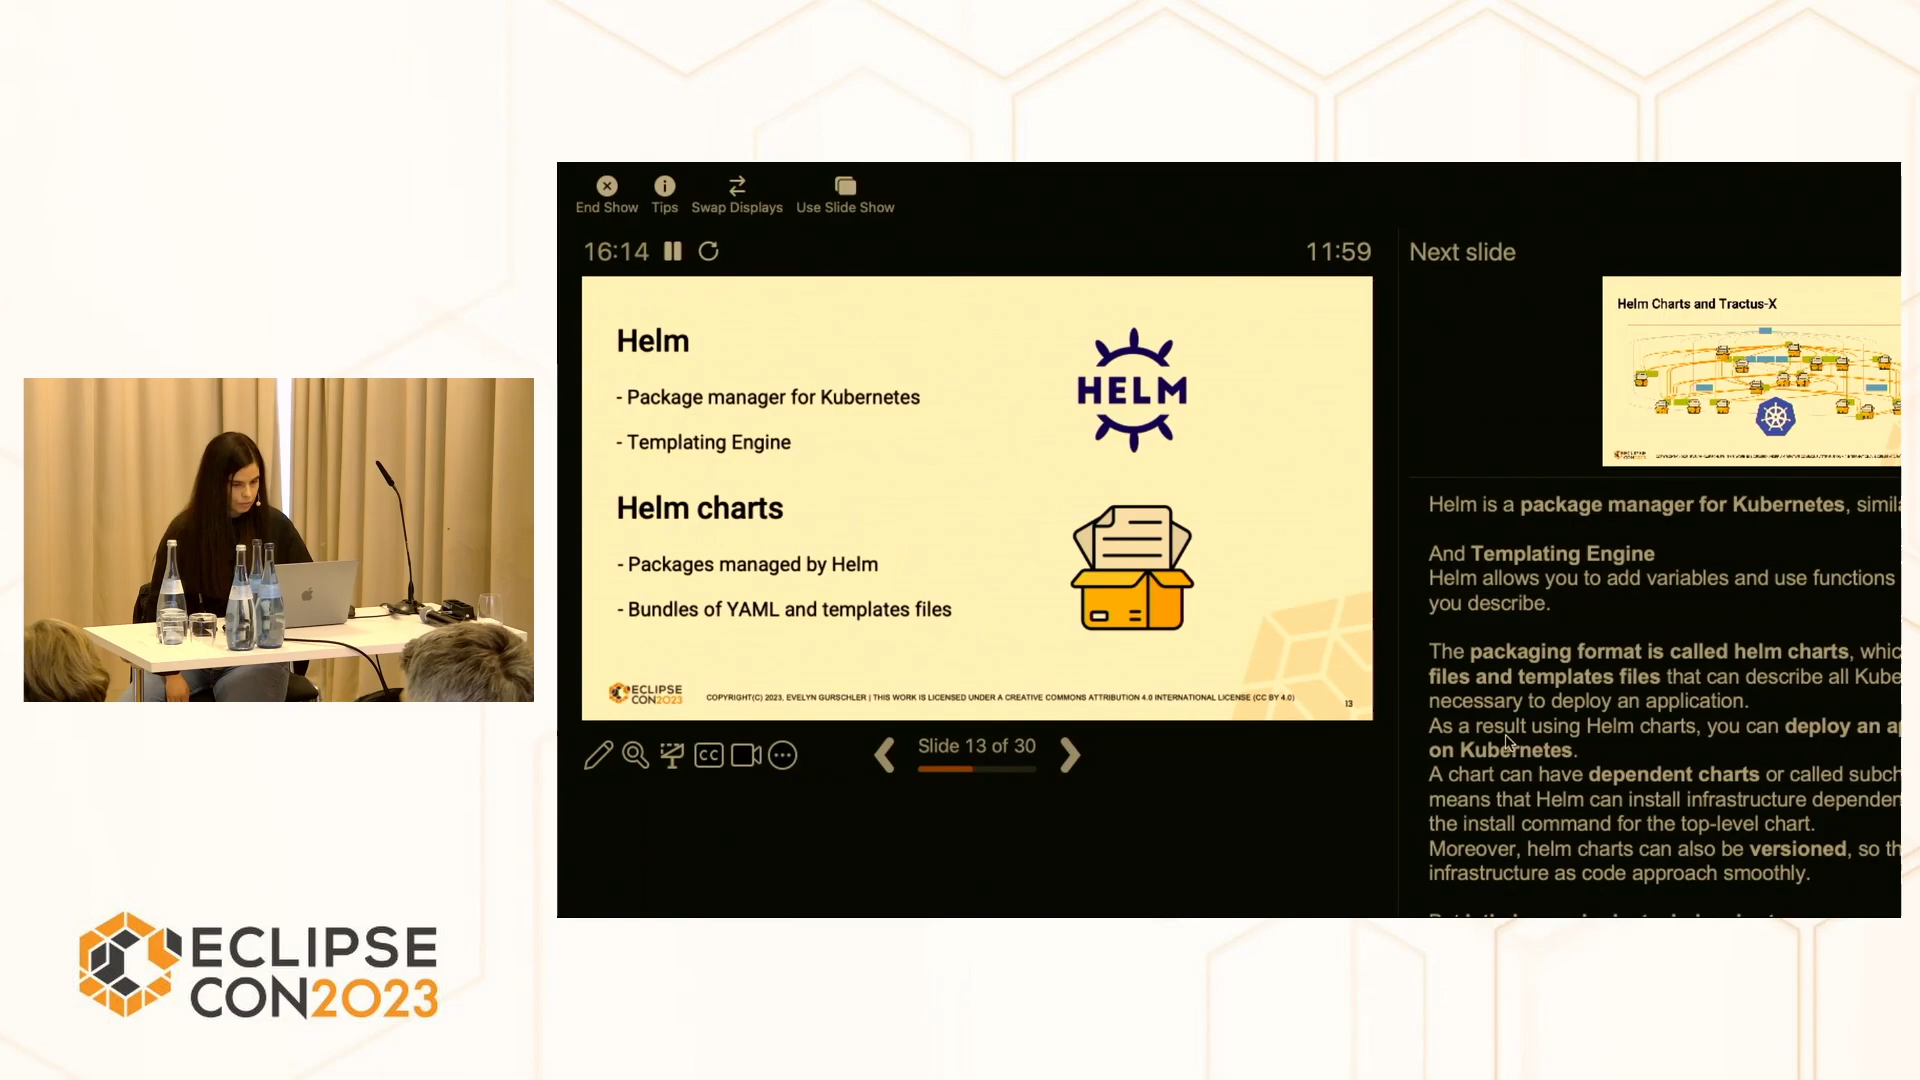 End Show
Tips
Swap Displays
Use Slide Show
16:14
11:59
Next slide
Helm
- Package manager for Kubernetes
- Templating Engine
HELM
Helm charts
- Packages managed by Helm
- Bundles of YAML and templates files
ECLIPSE
CON2023
COPYRIGHT(C) 2023, EVELYN GURSCHLER | THIS WORK IS LICENSED UNDER A CREATIVE COMMONS ATTRIBUTION 4.0 INTERNATIONAL LICENSE (CC BY 4.0)
13
CC
Slide 13 of 30
Helm Charts and Tractus-X
Helm is a package manager for Kubernetes,
And Templating Engine
Helm allows you to add variables and use functions
you describe.
The packaging format is called helm charts,
files and templates files that can describe all
necessary to deploy an application.
As a result using Helm charts, you can deploy an
on Kubernetes.
A chart can have dependent charts or called
means that Helm can install infrastructure
the install command for the top-level chart.
Moreover, helm charts can also be versioned, so
infrastructure as code approach smoothly.
ECLIPSE
CON2023